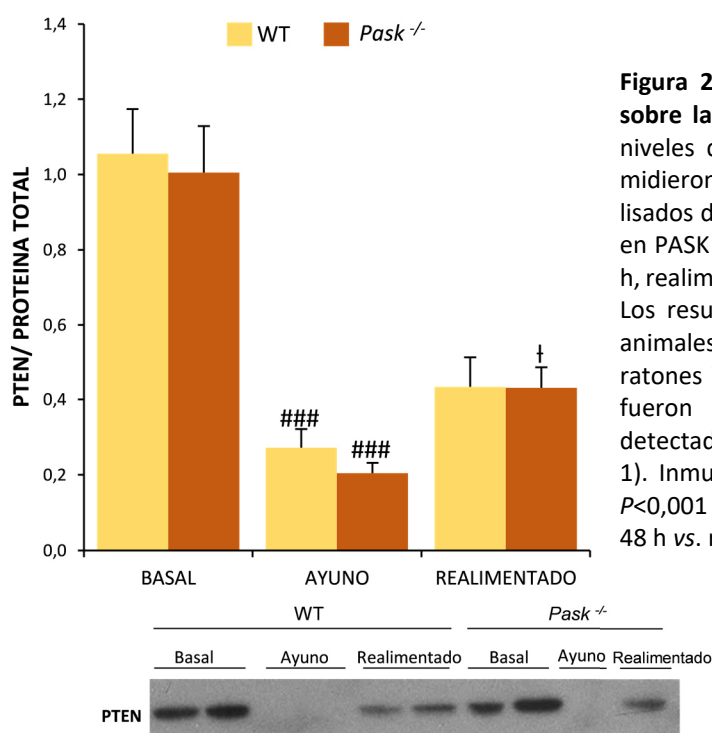 1,4
1,2
1,0
0,8
0,6
0,4
0,2
0,0
PTEN/ PROTEINA TOTAL
WT Pask -/-
### ### ƚ
BASAL AYUNO REALIMENTADO
WT Pask -/-
Basal Ayuno Realimentado Basal Ayuno Realimentado
PTEN
Figura 2
sobre la
niveles
midieron
lisados d
en PASK
h, realim
Los resu
animales
ratones
fueron
detectad
1). Inmu
P<0,001
48 h vs. r